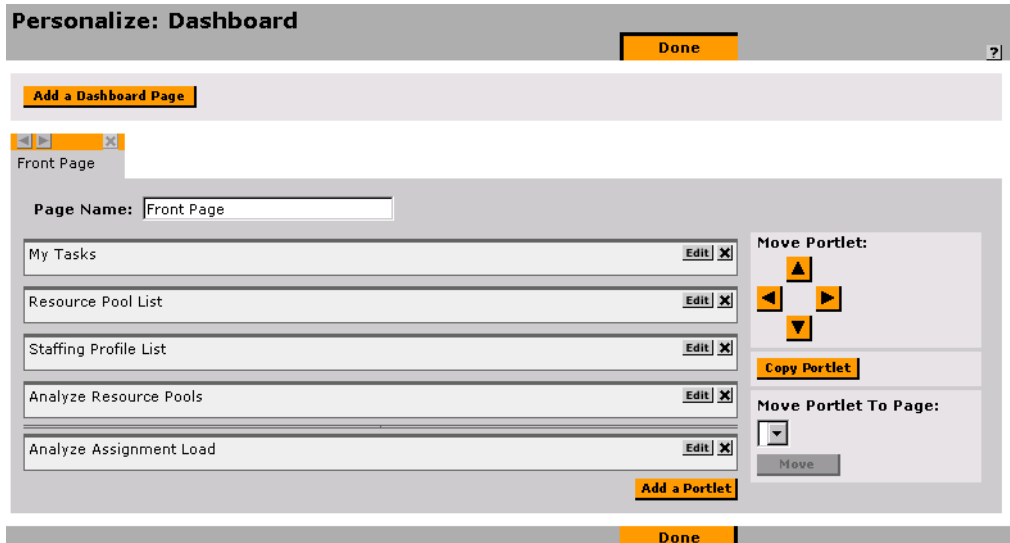 Personalize: Dashboard
Done
?
Add a Dashboard Page
Front Page
Page Name: Front Page
My Tasks Edit
Resource Pool List Edit
Staffing Profile List Edit
Analyze Resource Pools Edit
Analyze Assignment Load Edit
Add a Portlet
Move Portlet:
Copy Portlet
Move Portlet To Page:
Move
Done